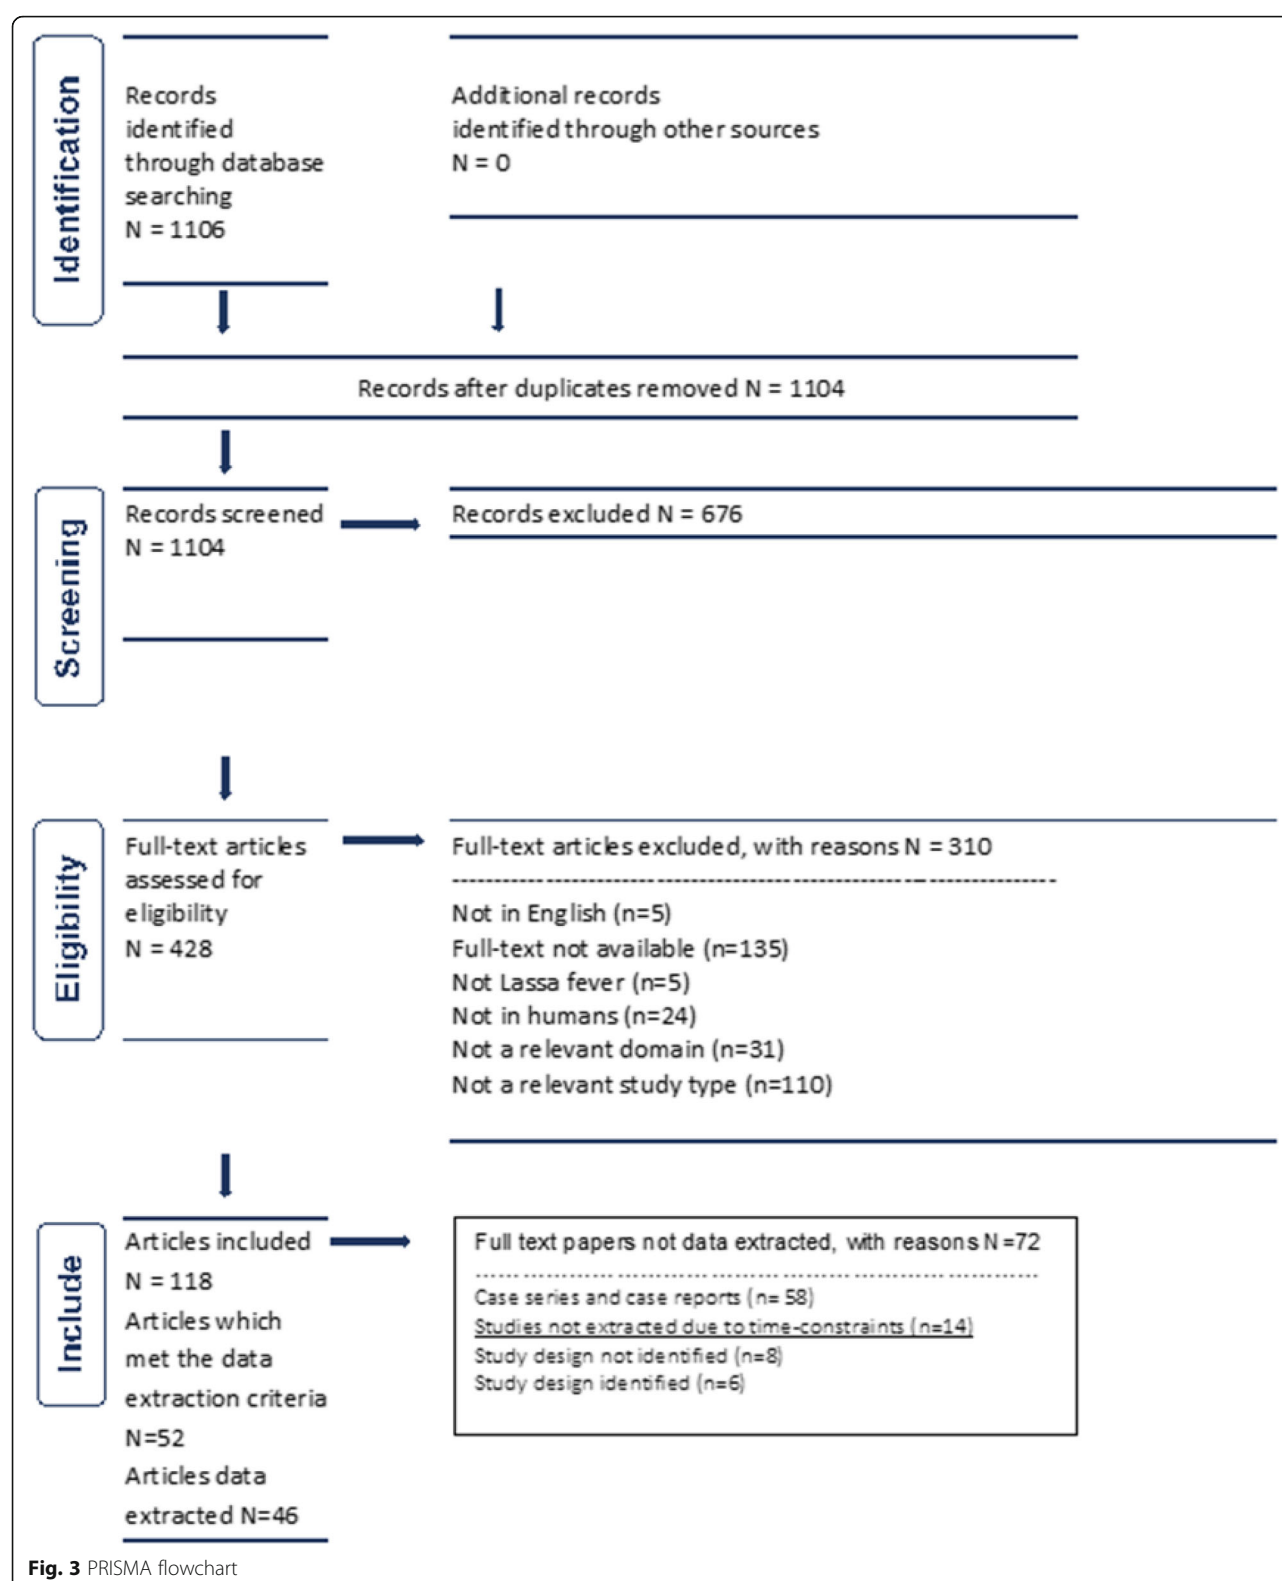 Identification
Records
identified
through database
searching
N = 1106
Additional records
identified through other sources
N = 0
Records after duplicates removed N = 1104
Screening
Records screened
N = 1104
Records excluded N = 676
Eligibility
Full-text articles
assessed for
eligibility
N = 428
Full-text articles excluded, with reasons N = 310
Not in English (n=5)
Full-text not available (n=135)
Not Lassa fever (n=5)
Not in humans (n=24)
Not a relevant domain (n=31)
Not a relevant study type (n=110)
Include
Articles included
N = 118
Articles which
met the data
extraction criteria
N=52
Articles data
extracted N=46
Full text papers not data extracted, with reasons N =72
Case series and case reports (n= 58)
Studies not extracted due to time-constraints (n=14)
Study design not identified (n=8)
Study design identified (n=6)
Fig. 3 PRISMA flowchart